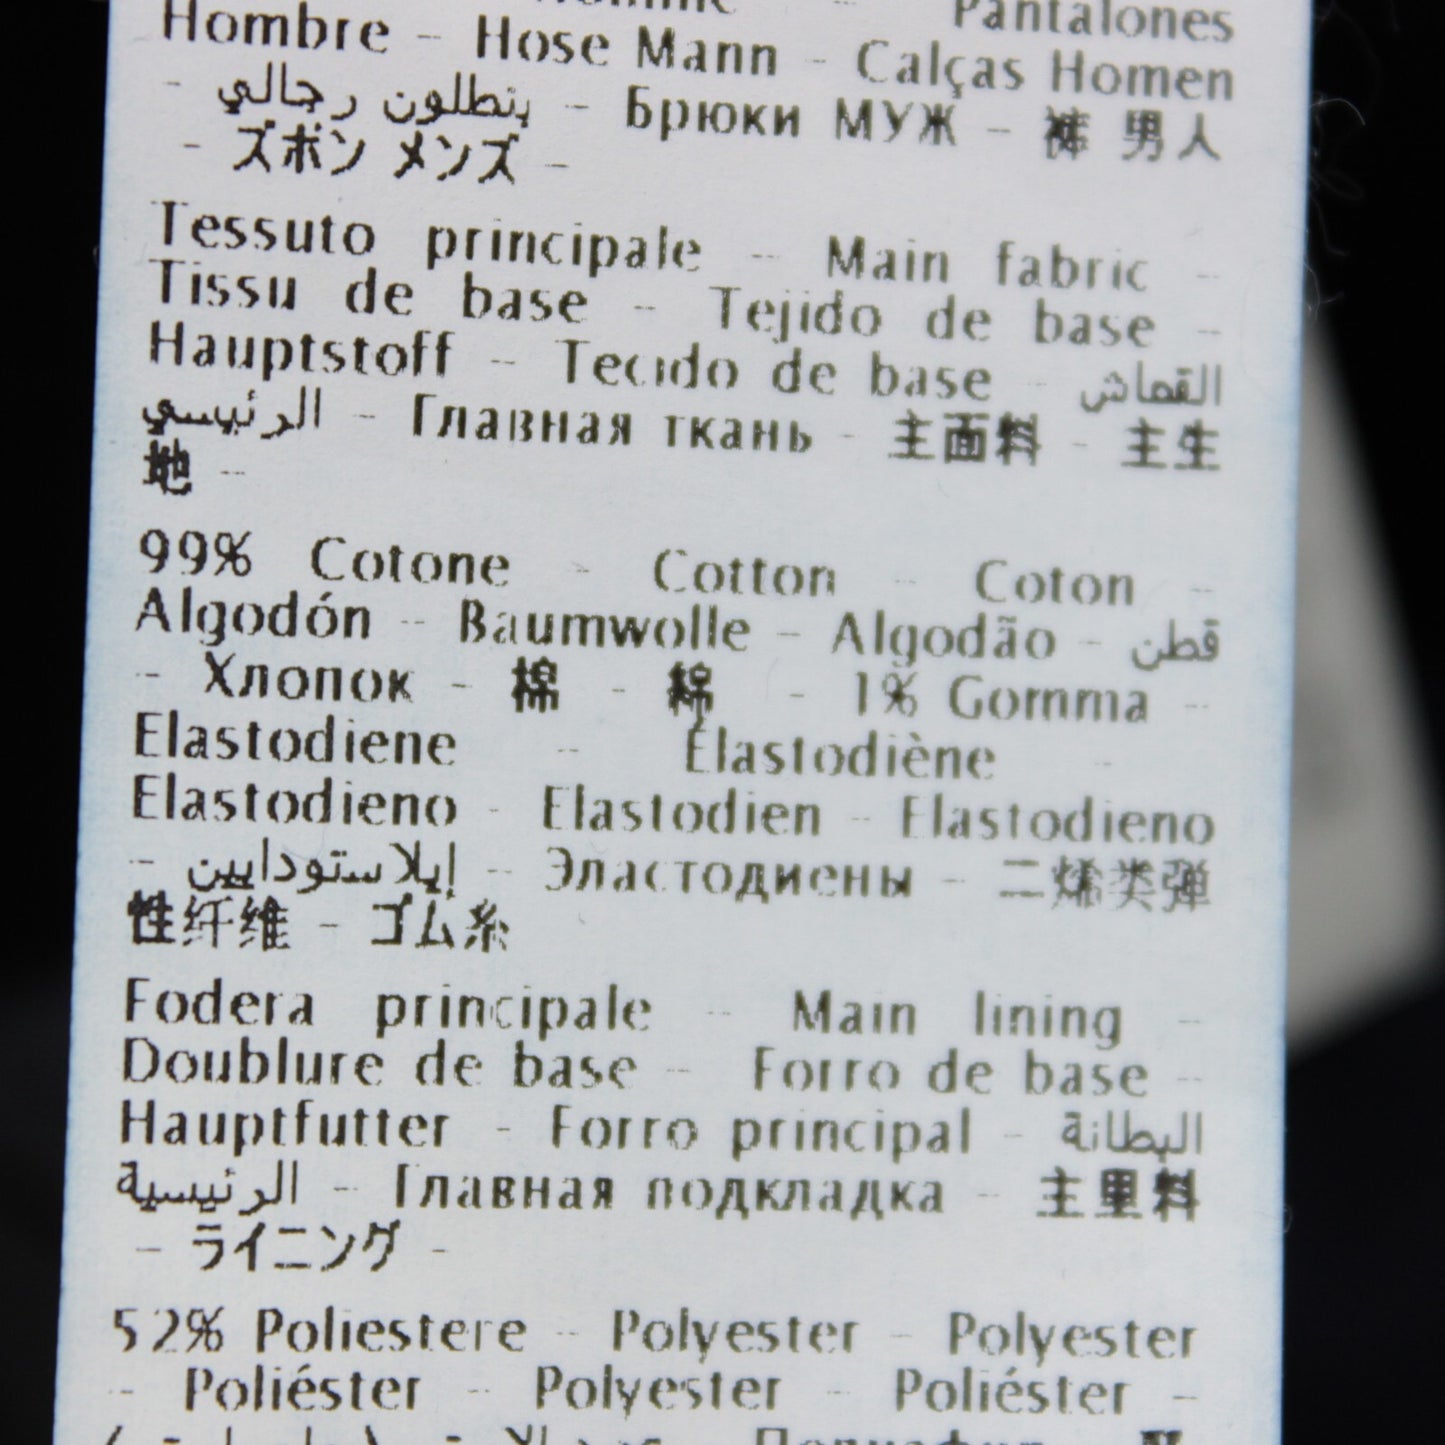 Pantalones
Hombre - Hose Mann - Calças Homen
- بنطلون رجالي - Брюки МУЖ - 裤 男人
- ズボン メンズ -
Tessuto principale - Main fabric -
Tissu de base - Tejido de base -
Hauptstoff - Tecido de base - القماش
الرئيسي - Главная ткань - 主面料 - 主生
地 -
99% Cotone - Cotton - Coton -
Algodón - Baumwolle - Algodão - قطن
- Хлопок - 棉 - 綿 - 1% Gomma -
Elastodiene - Élastodiène -
Elastodieno - Elastodien - Elastodieno
- إيلاستودايين - Эластодиены - 二烯类弹
性纤维 - ゴム糸
Fodera principale - Main lining -
Doublure de base - Forro de base -
Hauptfutter - Forro principal - البطانة
الرئيسية - Главная подкладка - 主里料
- ライニング -
52% Poliestere - Polyester - Polyester
- Poliéster - Polyester - Poliéster -